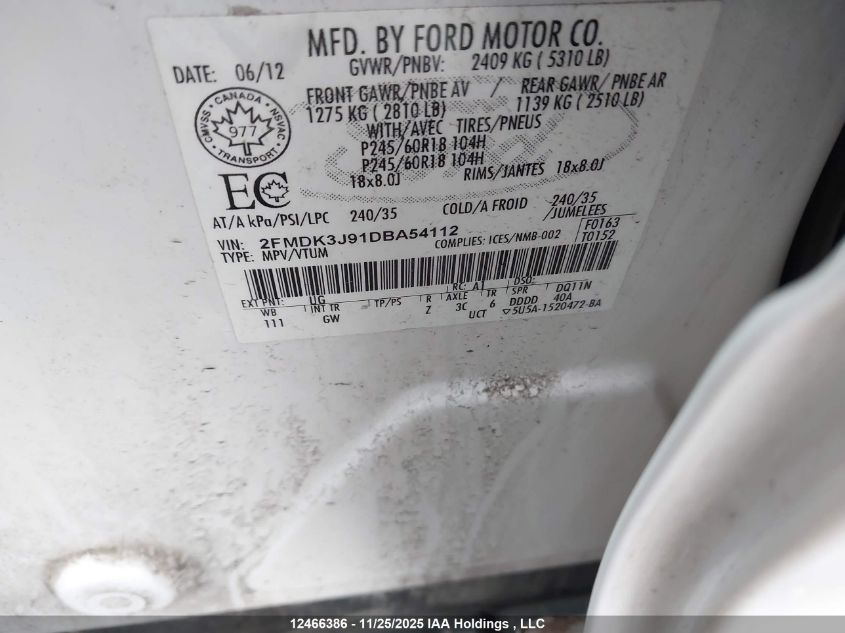 MFD. BY FORD MOTOR CO.
DATE: 06/12
GVWR/PNBV: 2409 KG ( 5310 LB)
FRONT GAWR/PNBE AV / REAR GAWR/ PNBE AR
1275 KG ( 2810 LB) 1139 KG ( 2510 LB)
WITH/AVEC TIRES/PNEUS
P245/60R18 104H
P245/60R18 104H
18x8.0J RIMS/JANTES 18x8.0J
CMVSS CANADA NSVAC
977
TRANSPORT
EC
AT/A kPa/PSI/LPC 240/35 COLD/A FROID 240/35
/JUMELEES
VIN: 2FMDK3J91DBA54112 COMPLIES: ICES/NMB-002
TYPE: MPV/VTUM
F0163
T0152
RC: A1 DSO:
EXT PNT: UG TP/PS R AXLE TR SPR DQ11N
WB INT TR Z 3C 6 DDDD 40A
111 GW UCT ▽5U5A-1520472-BA
12466386 - 11/25/2025 IAA Holdings , LLC